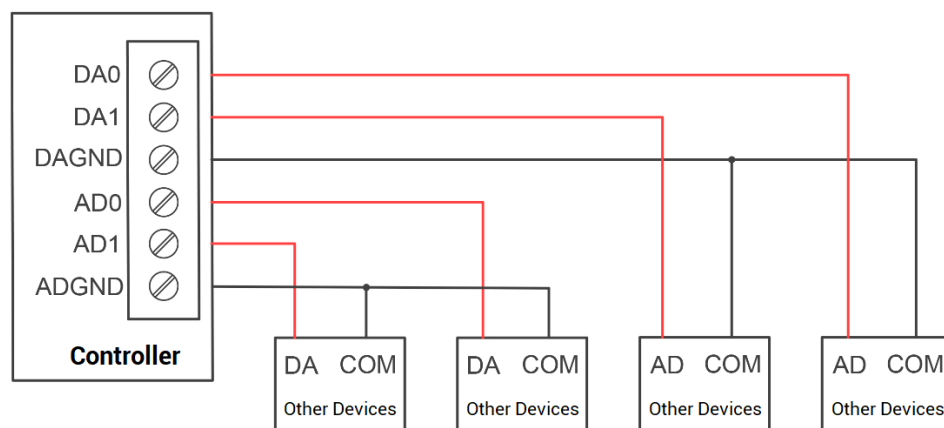 DA0
DA1
DAGND
AD0
AD1
ADGND
Controller
DA COM
Other Devices
DA COM
Other Devices
AD COM
Other Devices
AD COM
Other Devices